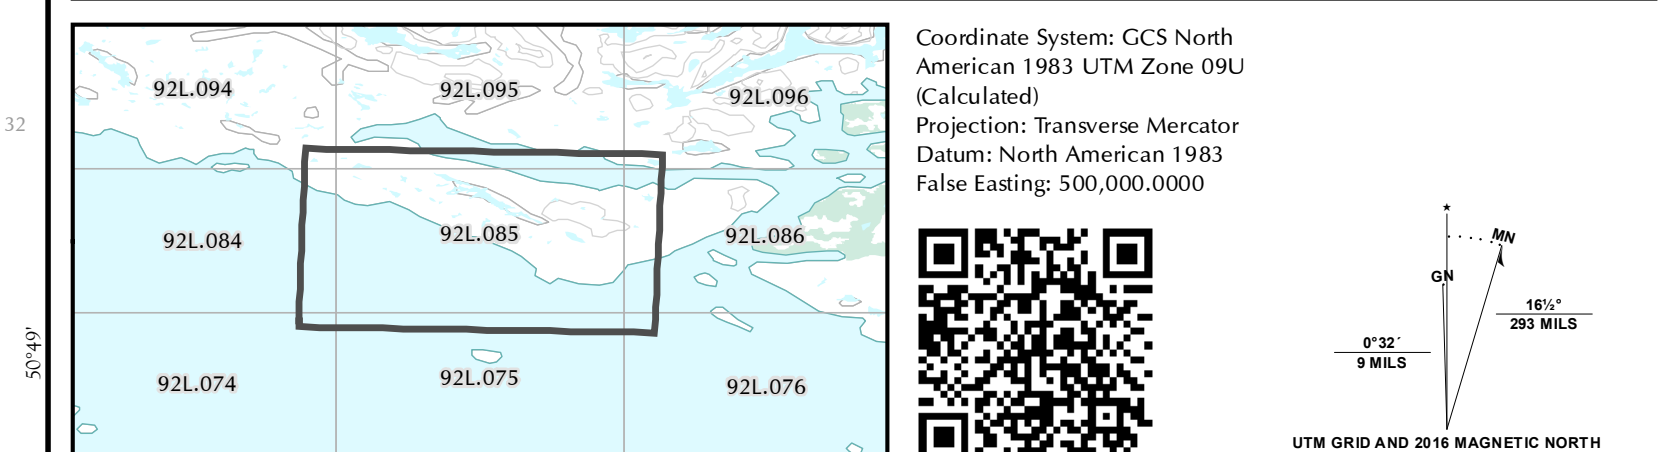 32
50°49'
92L.094
92L.095
92L.096
92L.084
92L.085
92L.086
92L.074
92L.075
92L.076
Coordinate System: GCS North
American 1983 UTM Zone 09U
(Calculated)
Projection: Transverse Mercator
Datum: North American 1983
False Easting: 500,000.0000
MN
GN
16½°
293 MILS
0°32´
9 MILS
UTM GRID AND 2016 MAGNETIC NORTH